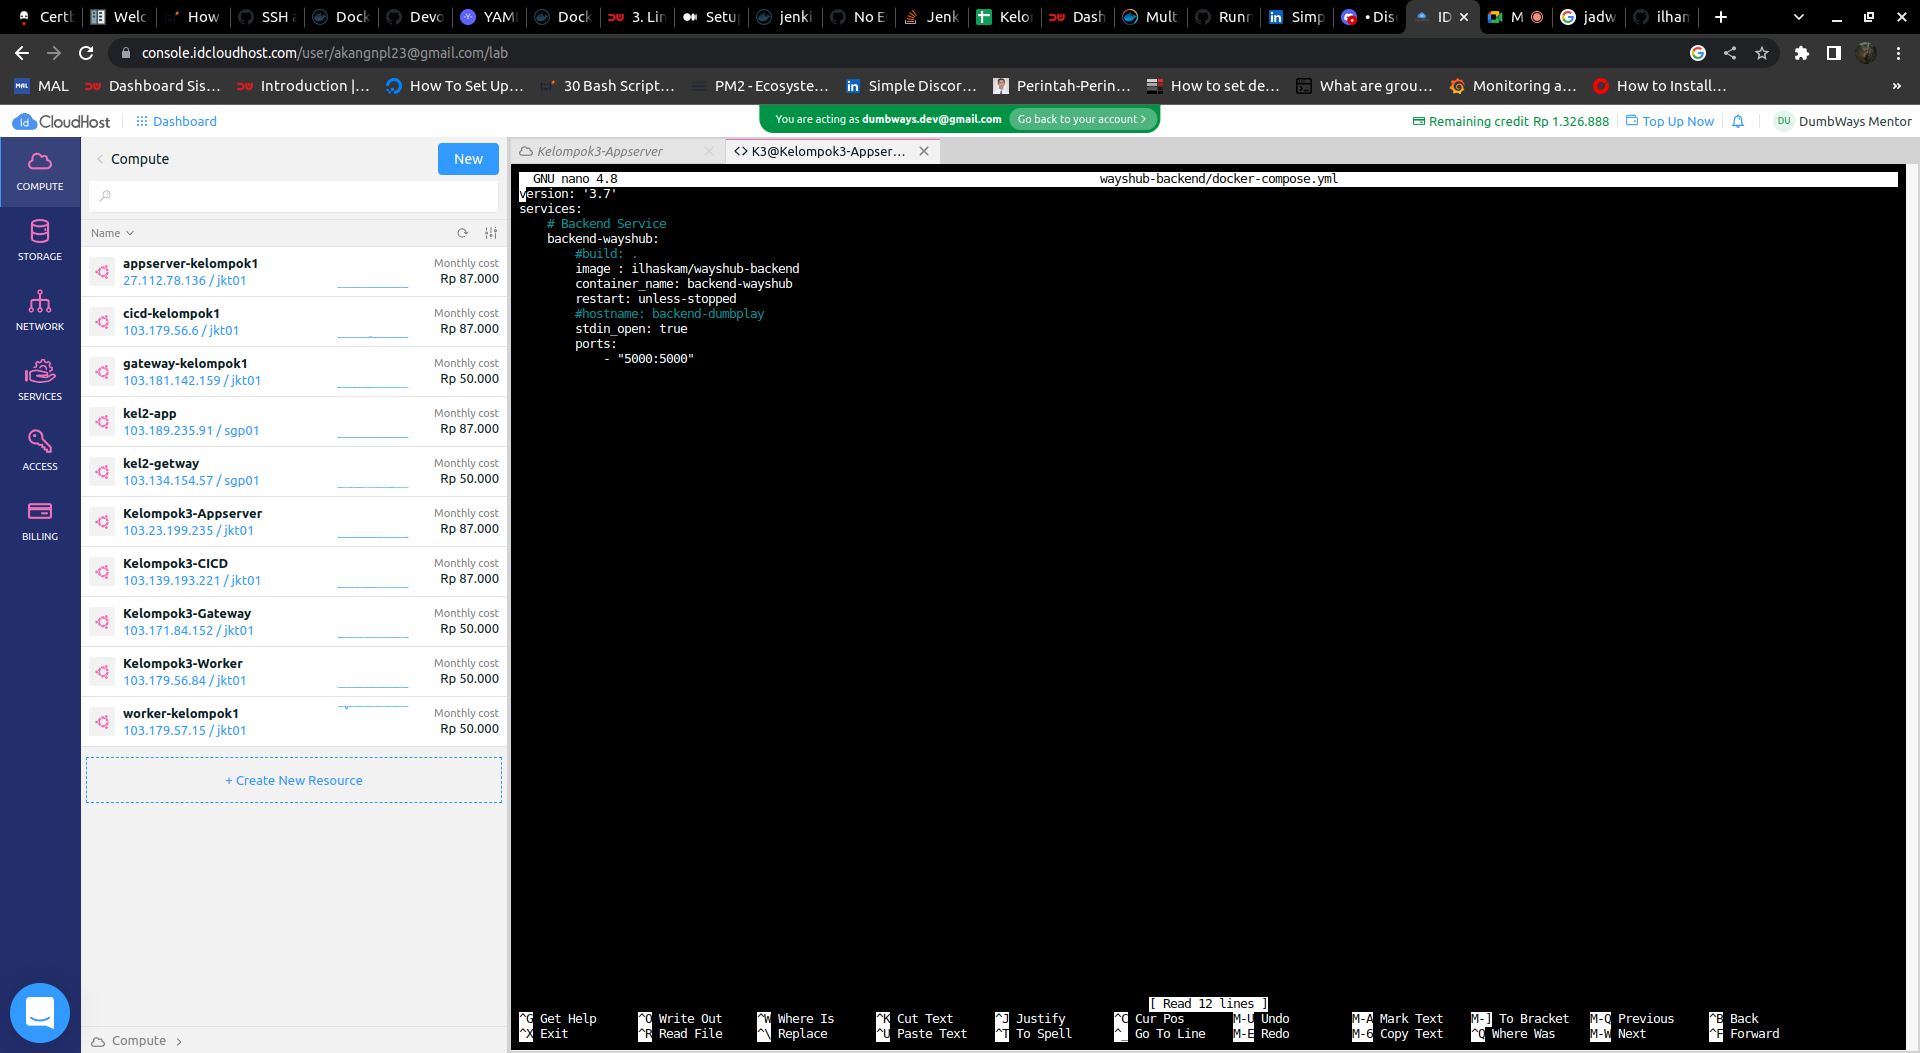 Certb
Welc
How
SSH a
Dock
Devo
YAM
Dock
3. Lin
Setu
jenki
No E
Jenk
Kelo
Dash
Mult
Runn
Simp
• Disc
ID
M
jadw
ilham
console.idcloudhost.com/user/akangnpl23@gmail.com/lab
MAL
Dashboard Sis...
Introduction |...
How To Set Up...
30 Bash Script...
PM2 - Ecosyste...
Simple Discor...
Perintah-Perin...
How to set de...
What are grou...
Monitoring a...
How to Install...
»
Id CloudHost
Dashboard
You are acting as dumbways.dev@gmail.com Go back to your account >
Remaining credit Rp 1.326.888
Top Up Now
DU DumbWays Mentor
COMPUTE
STORAGE
NETWORK
SERVICES
ACCESS
BILLING
< Compute
New
Name
appserver-kelompok1
27.112.78.136 / jkt01
Monthly cost
Rp 87.000
cicd-kelompok1
103.179.56.6 / jkt01
Monthly cost
Rp 87.000
gateway-kelompok1
103.181.142.159 / jkt01
Monthly cost
Rp 50.000
kel2-app
103.189.235.91 / sgp01
Monthly cost
Rp 87.000
kel2-getway
103.134.154.57 / sgp01
Monthly cost
Rp 50.000
Kelompok3-Appserver
103.23.199.235 / jkt01
Monthly cost
Rp 87.000
Kelompok3-CICD
103.139.193.221 / jkt01
Monthly cost
Rp 87.000
Kelompok3-Gateway
103.171.84.152 / jkt01
Monthly cost
Rp 50.000
Kelompok3-Worker
103.179.56.84 / jkt01
Monthly cost
Rp 50.000
worker-kelompok1
103.179.57.15 / jkt01
Monthly cost
Rp 50.000
+ Create New Resource
Compute >
Kelompok3-Appserver
<> K3@Kelompok3-Appser...
GNU nano 4.8 wayshub-backend/docker-compose.yml
version: '3.7'
services:
    # Backend Service
    backend-wayshub:
        #build: .
        image : ilhaskam/wayshub-backend
        container_name: backend-wayshub
        restart: unless-stopped
        #hostname: backend-dumbplay
        stdin_open: true
        ports:
            - "5000:5000"
[ Read 12 lines ]
^G Get Help ^O Write Out ^W Where Is ^K Cut Text ^J Justify ^C Cur Pos M-U Undo M-A Mark Text M-] To Bracket M-Q Previous ^B Back
^X Exit ^R Read File ^\ Replace ^U Paste Text ^T To Spell ^_ Go To Line M-E Redo M-6 Copy Text ^Q Where Was M-W Next ^F Forward